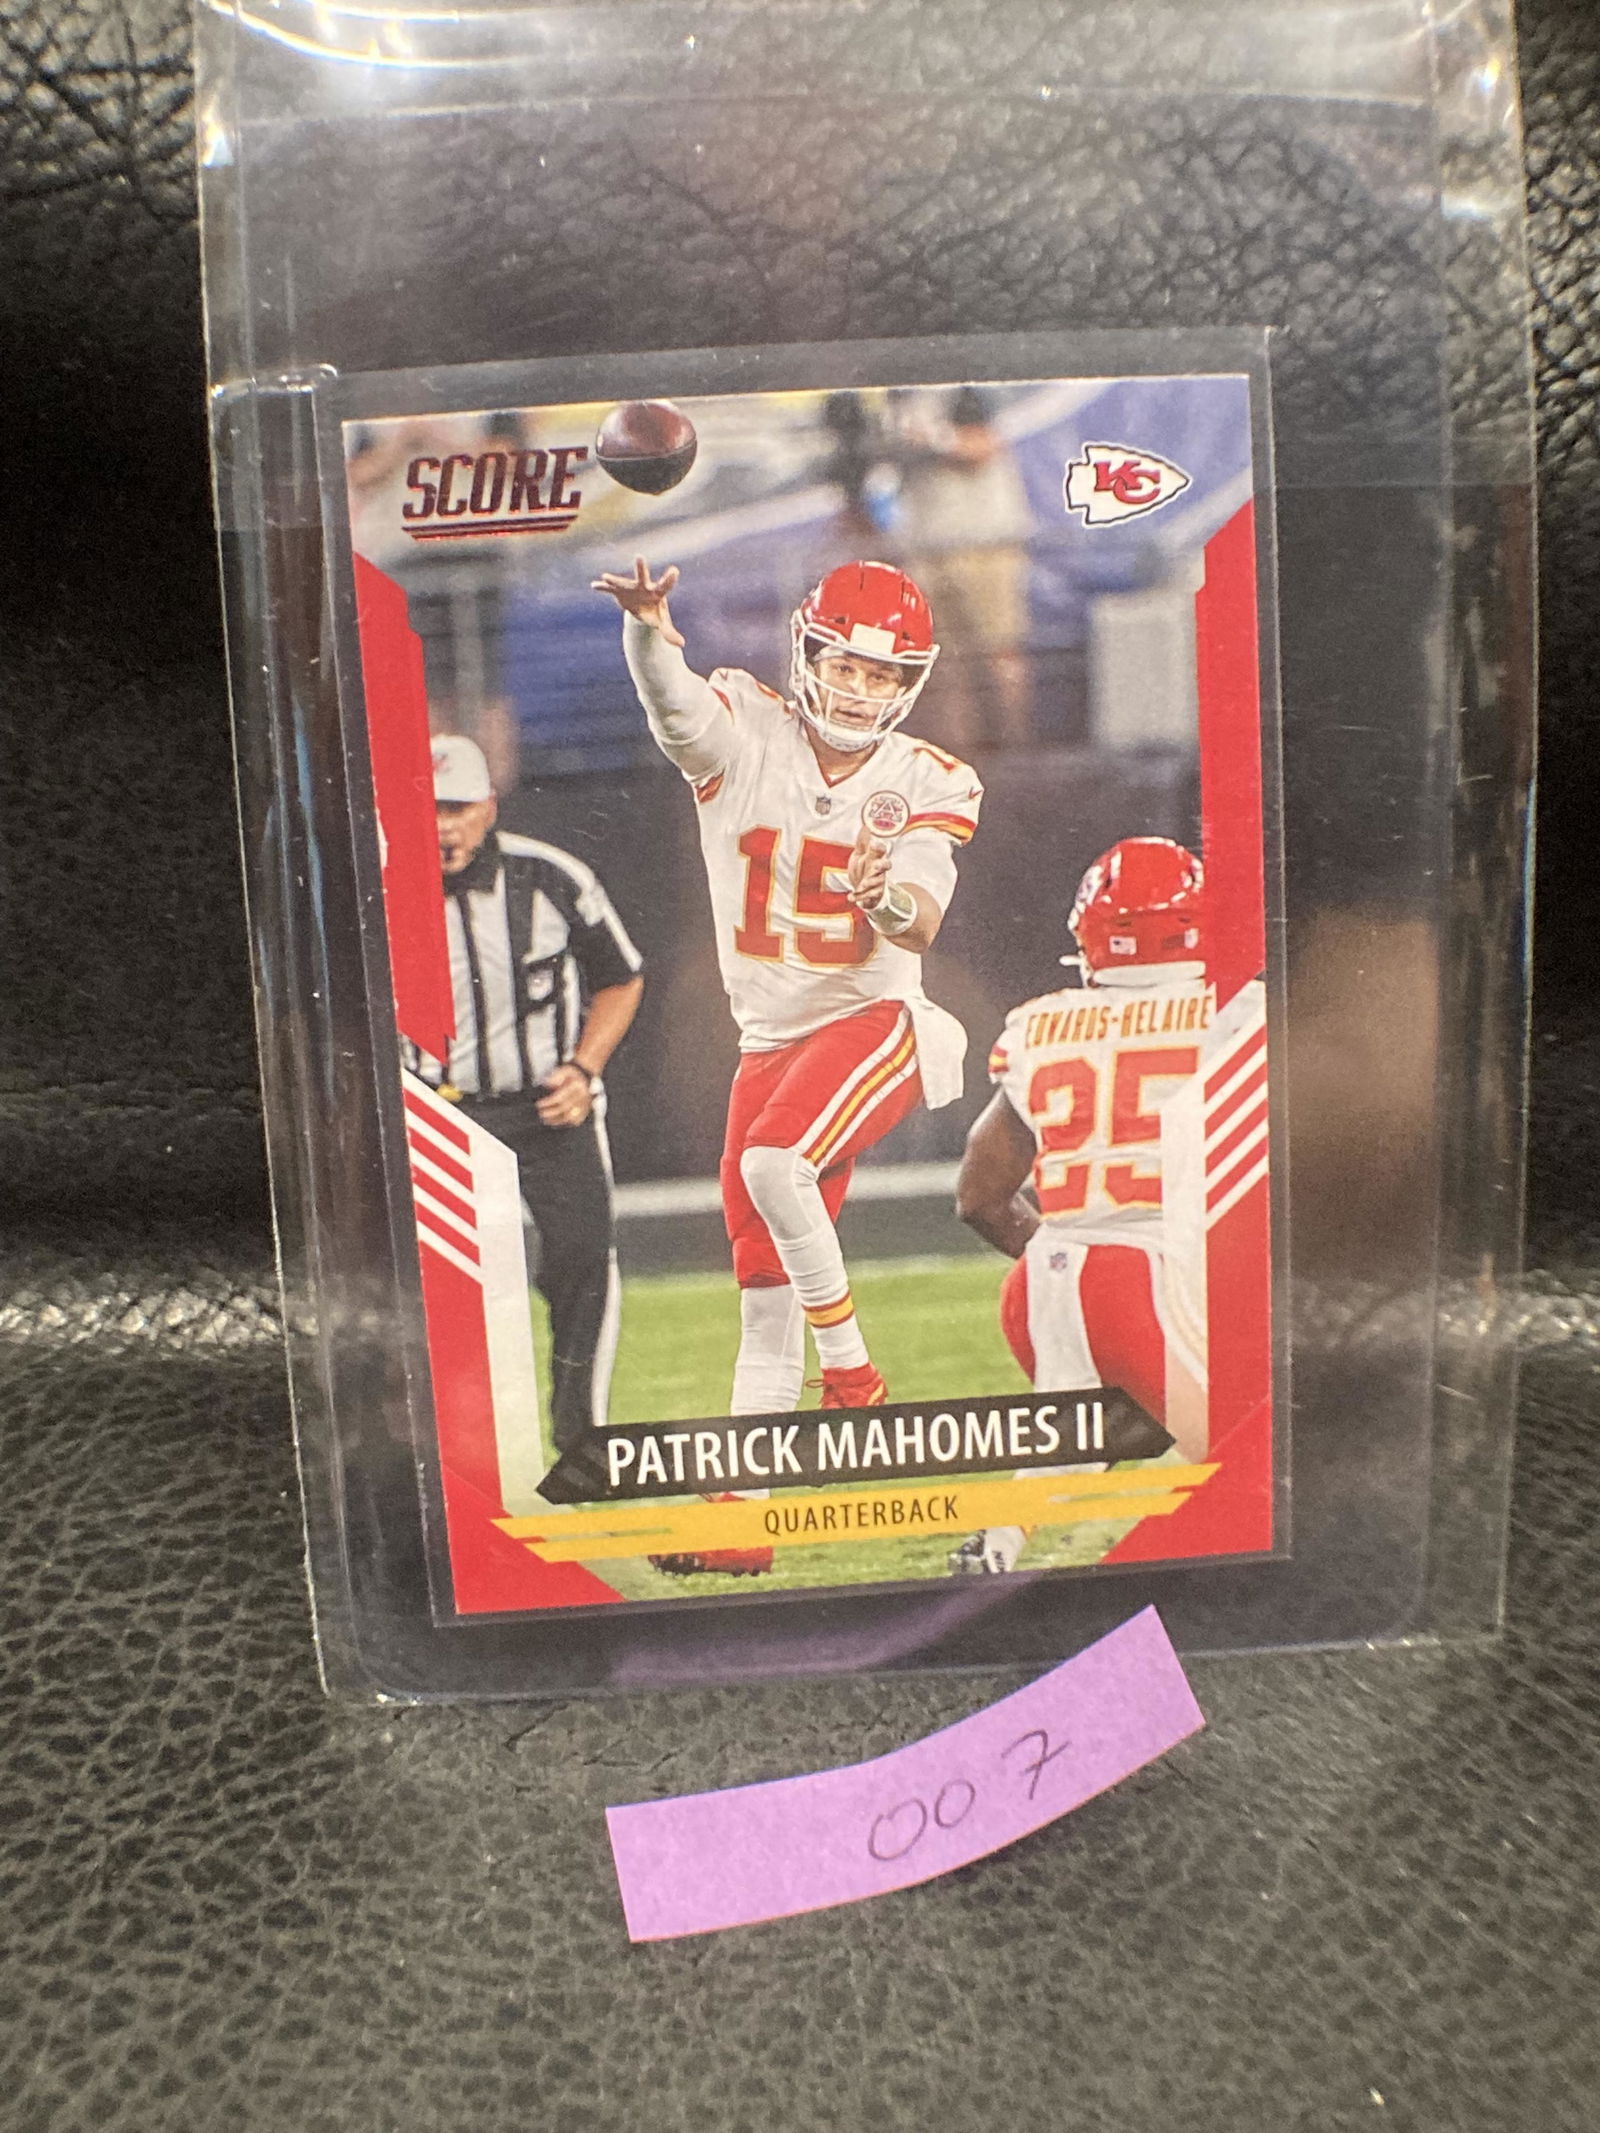 SCORE
KC
15
EDWARDS-HELAIRE
25
PATRICK MAHOMES II
QUARTERBACK
007